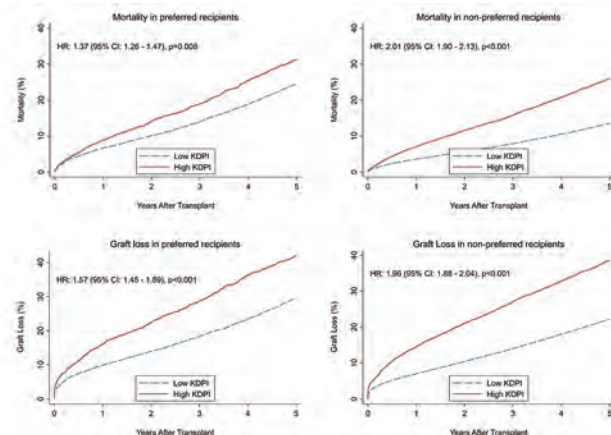 Mortality in preferred recipients
HR: 1.37 (95% CI: 1.26 - 1.47), p=0.008
Mortality (%)
40
30
20
10
0
Low KDPI
High KDPI
0 1 2 3 4 5
Years After Transplant
Mortality in non-preferred recipients
HR: 2.01 (95% CI: 1.90 - 2.13), p<0.001
Mortality (%)
40
30
20
10
0
Low KDPI
High KDPI
0 1 2 3 4 5
Years After Transplant
Graft loss in preferred recipients
HR: 1.57 (95% CI: 1.45 - 1.69), p<0.001
Graft Loss (%)
40
30
20
10
0
Low KDPI
High KDPI
0 1 2 3 4 5
Years After Transplant
Graft Loss in non-preferred recipients
HR: 1.96 (95% CI: 1.88 - 2.04), p<0.001
Graft Loss (%)
40
30
20
10
0
Low KDPI
High KDPI
0 1 2 3 4 5
Years After Transplant